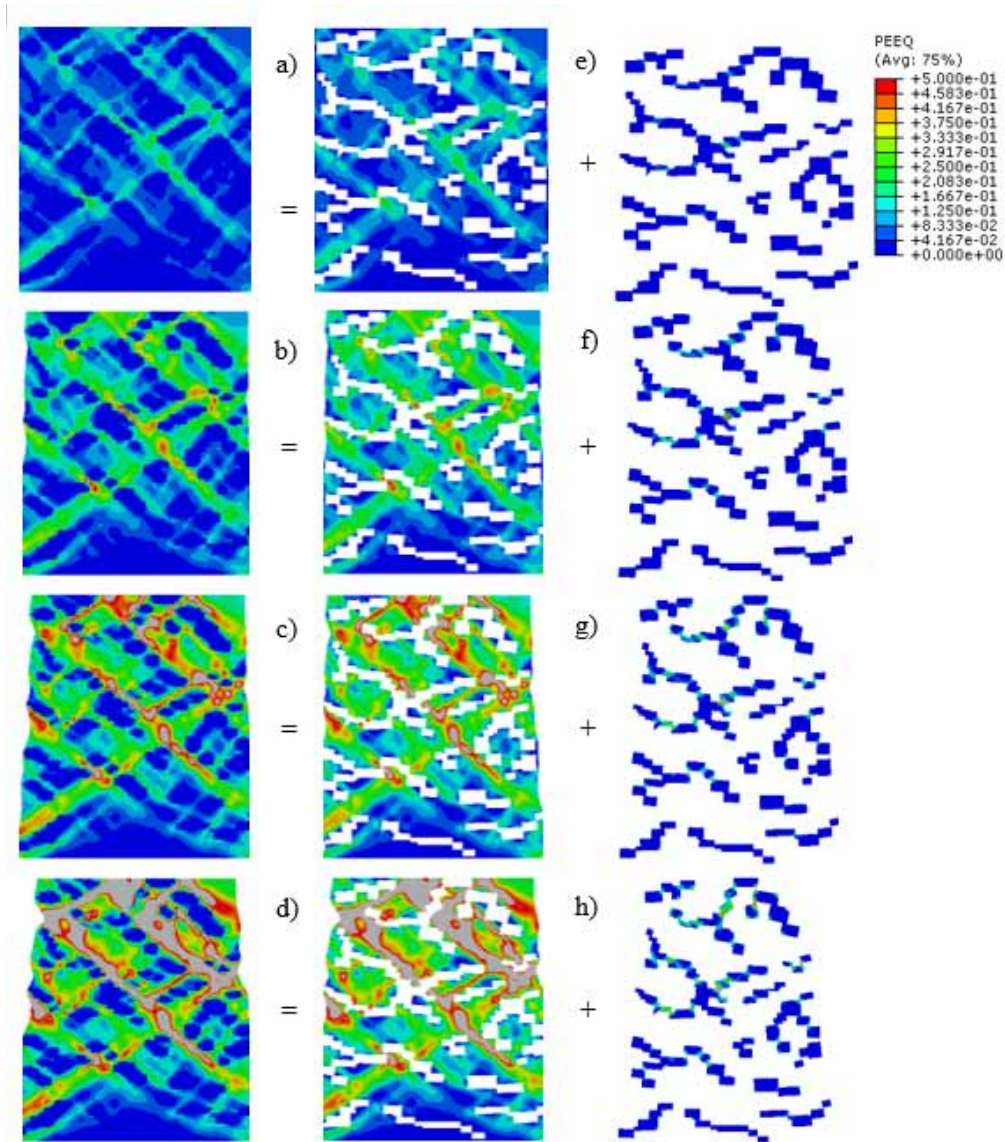 a)
e)
PEEQ
(Avg: 75%)
+5.000e-01
+4.583e-01
+4.167e-01
+3.750e-01
+3.333e-01
+2.917e-01
+2.500e-01
+2.083e-01
+1.667e-01
+1.250e-01
+8.333e-02
+4.167e-02
+0.000e+00
=
+
b)
f)
=
+
c)
g)
=
+
d)
h)
=
+